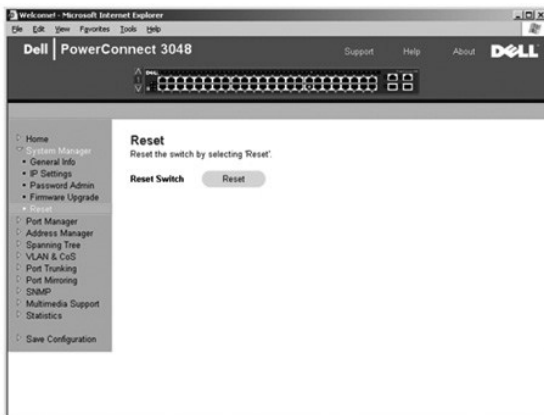 Welcome! - Microsoft Internet Explorer
File Edit View Favorites Tools Help
Dell | PowerConnect 3048
Support Help About DELL
Home
System Manager
General Info
IP Settings
Password Admin
Firmware Upgrade
Reset
Port Manager
Address Manager
Spanning Tree
VLAN & CoS
Port Trunking
Port Mirroring
SNMP
Multimedia Support
Statistics
Save Configuration
Reset
Reset the switch by selecting 'Reset'.
Reset Switch Reset